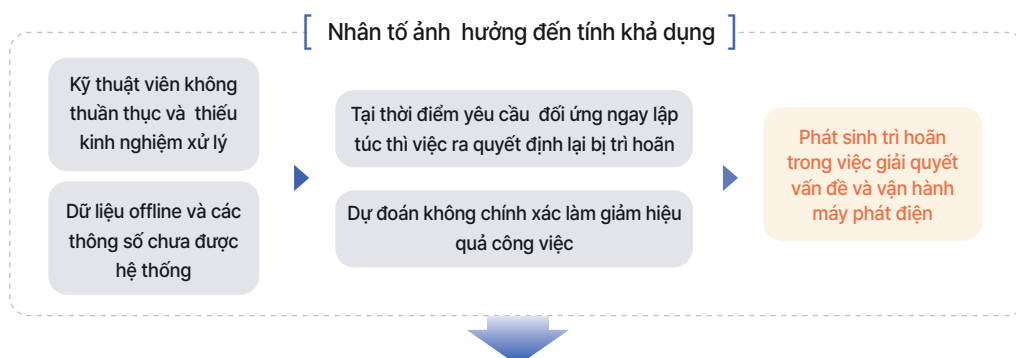 [ Nhân tố ảnh hưởng đến tính khả dụng ]
Kỹ thuật viên không
thuần thục và thiếu
kinh nghiệm xử lý
Dữ liệu offline và các
thông số chưa được
hệ thống
Tại thời điểm yêu cầu đối ứng ngay lập
túc thì việc ra quyết định lại bị trì hoãn
Dự đoán không chính xác làm giảm hiệu
quả công việc
Phát sinh trì hoãn
trong việc giải quyết
vấn đề và vận hành
máy phát điện